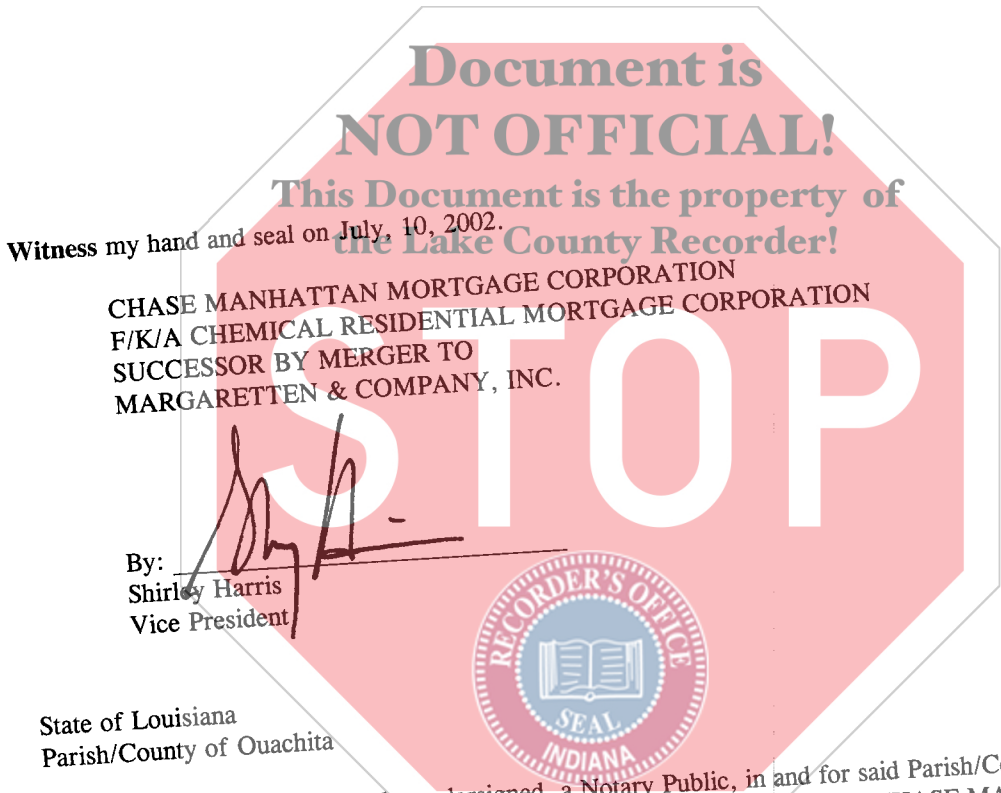 Document is
NOT OFFICIAL!
This Document is the property of
the Lake County Recorder!
Witness my hand and seal on July, 10, 2002.
CHASE MANHATTAN MORTGAGE CORPORATION
F/K/A CHEMICAL RESIDENTIAL MORTGAGE CORPORATION
SUCCESSOR BY MERGER TO
MARGARETTEN & COMPANY, INC.
STOP
By:
Shirley Harris
Vice President
RECORDER'S OFFICE
SEAL
INDIANA
State of Louisiana
Parish/County of Ouachita
a Notary Public, in and for said